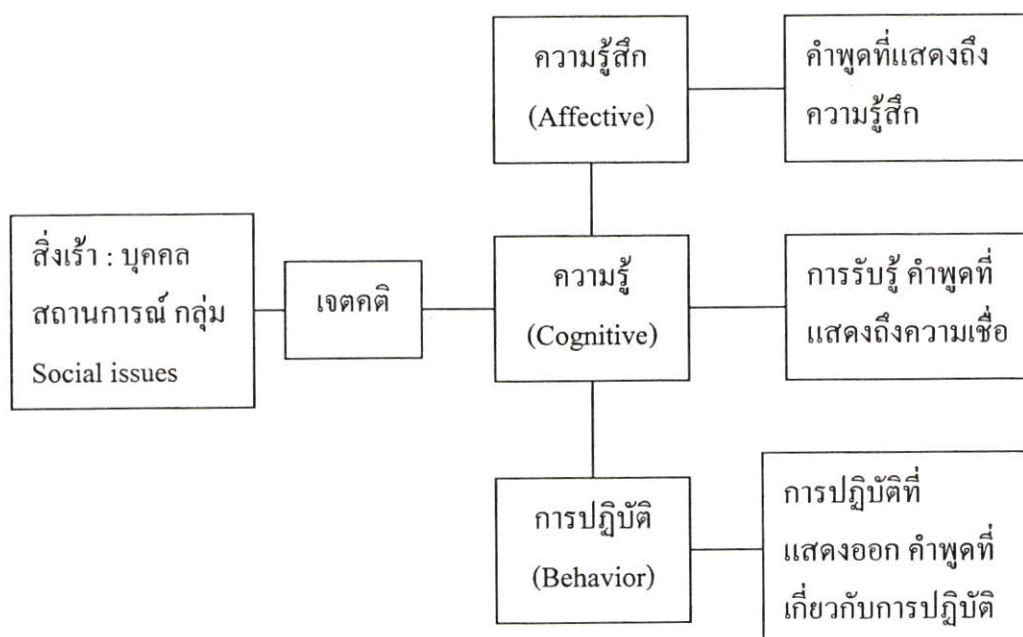 ความรู้สึก
(Affective)
คำพูดที่แสดงถึง
ความรู้สึก
สิ่งเร้า : บุคคล
สถานการณ์ กลุ่ม
Social issues
เจตคติ
ความรู้
(Cognitive)
การรับรู้ คำพูดที่
แสดงถึงความเชื่อ
การปฏิบัติ
(Behavior)
การปฏิบัติที่
แสดงออก คำพูดที่
เกี่ยวกับการปฏิบัติ